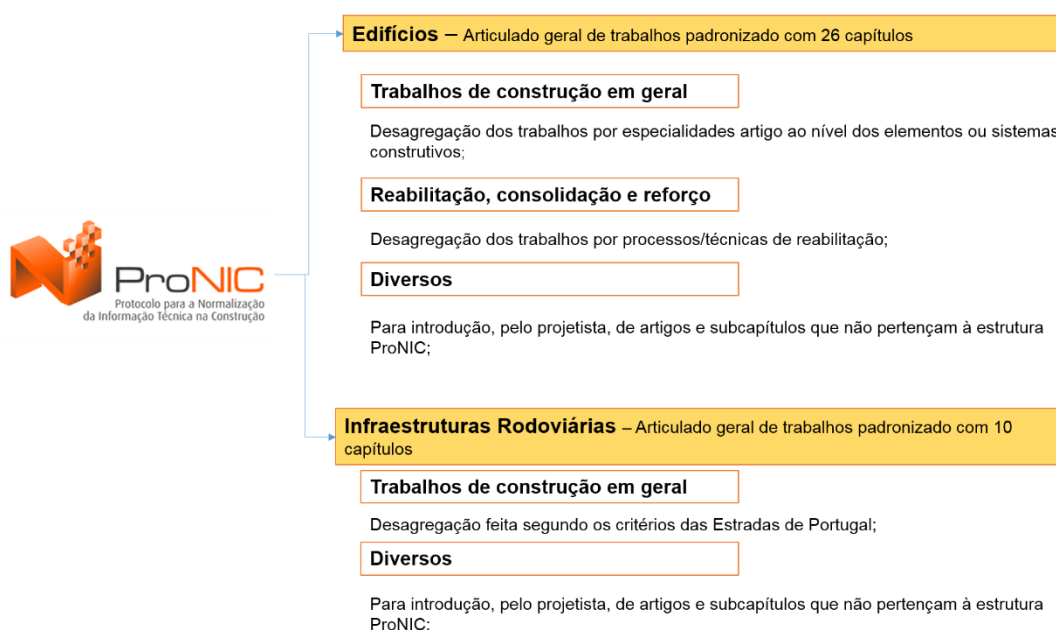 Edifícios – Articulado geral de trabalhos padronizado com 26 capítulos
Trabalhos de construção em geral
Desagregação dos trabalhos por especialidades artigo ao nível dos elementos ou sistemas
construtivos;
Reabilitação, consolidação e reforço
Desagregação dos trabalhos por processos/técnicas de reabilitação;
Diversos
Para introdução, pelo projetista, de artigos e subcapítulos que não pertençam à estrutura
ProNIC;
ProNIC
Protocolo para a Normalização
da Informação Técnica na Construção
Infraestruturas Rodoviárias – Articulado geral de trabalhos padronizado com 10
capítulos
Trabalhos de construção em geral
Desagregação feita segundo os critérios das Estradas de Portugal;
Diversos
Para introdução, pelo projetista, de artigos e subcapítulos que não pertençam à estrutura
ProNIC;